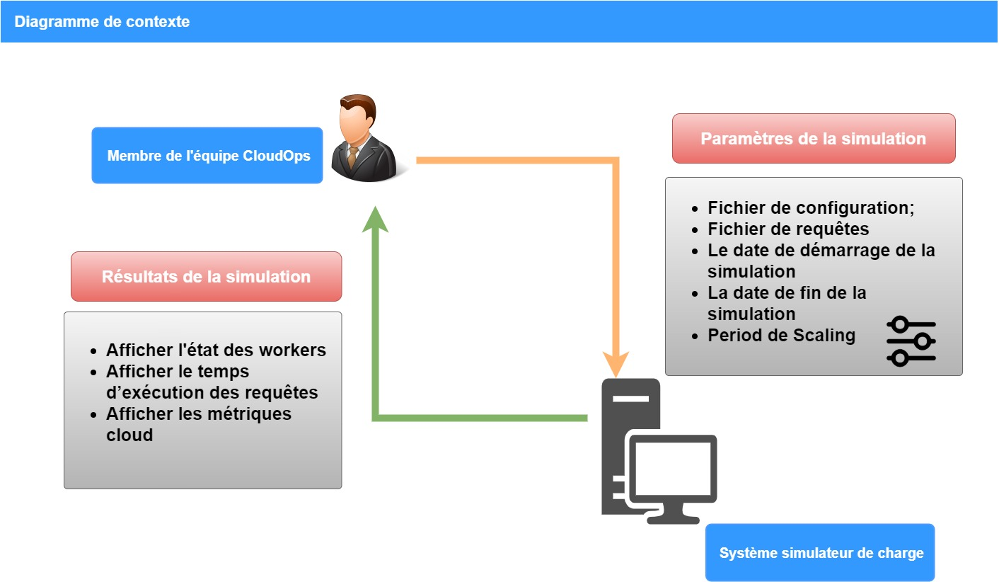 Diagramme de contexte
Membre de l'équipe CloudOps
Paramètres de la simulation
Fichier de configuration;
Fichier de requêtes
Le date de démarrage de la
simulation
La date de fin de la
simulation
Period de Scaling
Résultats de la simulation
Afficher l'état des workers
Afficher le temps
d’exécution des requêtes
Afficher les métriques
cloud
Système simulateur de charge